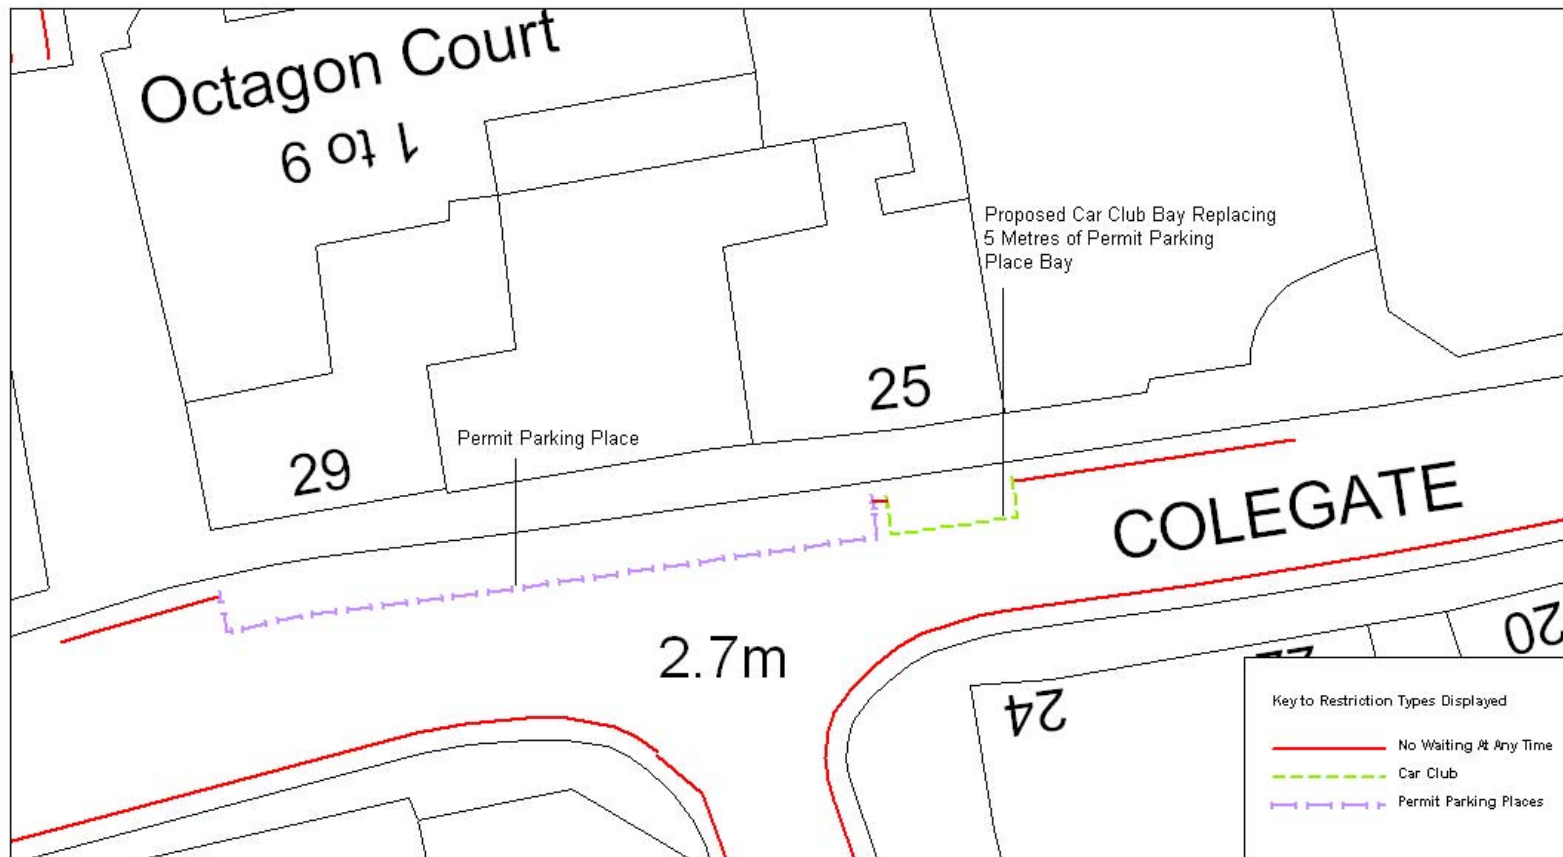 Octagon Court
1 to 9
Proposed Car Club Bay Replacing
5 Metres of Permit Parking
Place Bay
25
Permit Parking Place
29
COLEGATE
2.7m
20
24
Key to Restriction Types Displayed
No Waiting At Any Time
Car Club
Permit Parking Places